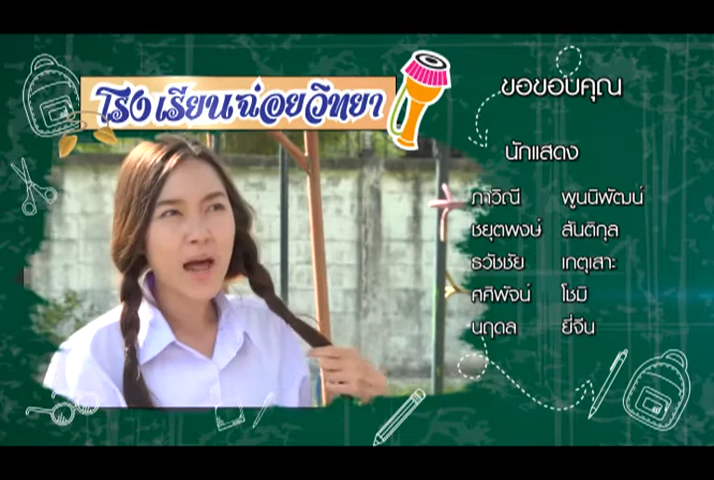 โรงเรียนฉ่อยวิทยา
ขอขอบคุณ
นักแสดง
ภาวิณี พูนนิพัฒน์
ชยุตพงษ์ สันติกุล
ธวัชชัย เกตุเสาะ
ศศิพัจน์ โชมิ
นฤดล ยี่จีน